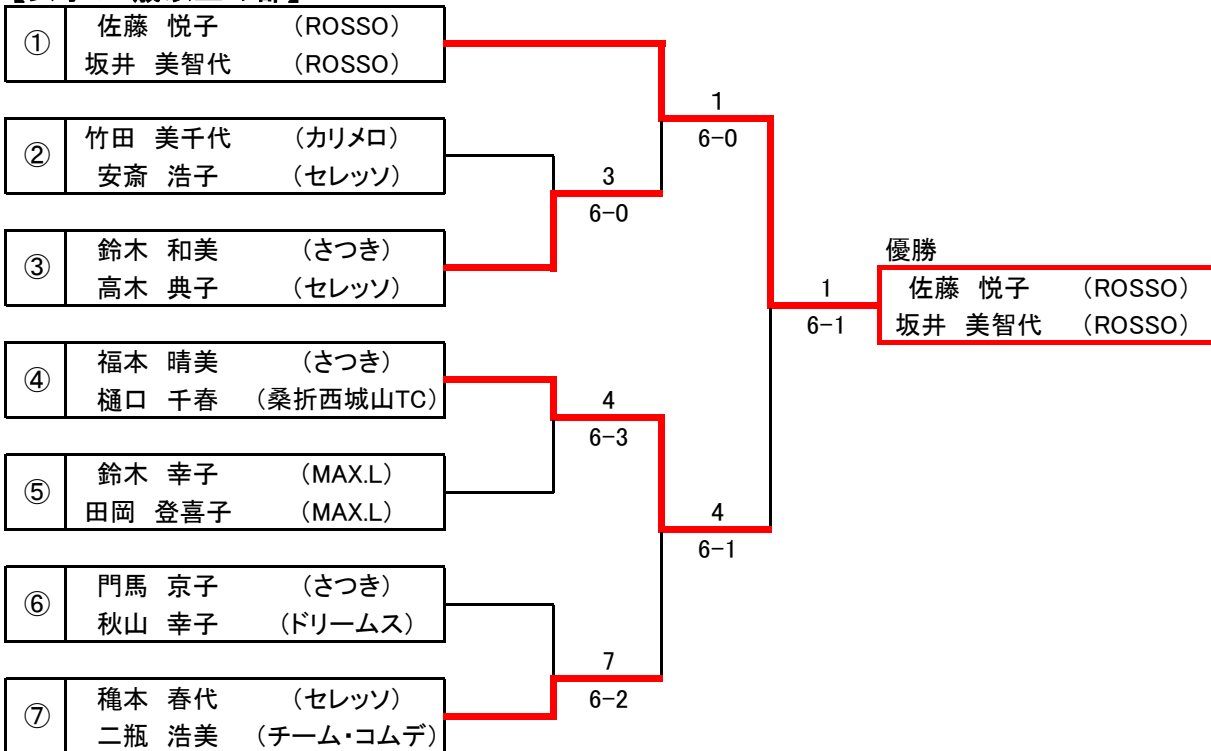 ① 佐藤 悦子 (ROSSO)
坂井 美智代 (ROSSO)
1
6-0
② 竹田 美千代 (カリメロ)
安斎 浩子 (セレッソ)
3
6-0
③ 鈴木 和美 (さつき)
高木 典子 (セレッソ)
優勝
佐藤 悦子 (ROSSO)
坂井 美智代 (ROSSO)
1
6-1
④ 福本 晴美 (さつき)
樋口 千春 (桑折西城山TC)
4
6-3
⑤ 鈴木 幸子 (MAX.L)
田岡 登喜子 (MAX.L)
4
6-1
⑥ 門馬 京子 (さつき)
秋山 幸子 (ドリームス)
7
6-2
⑦ 穐本 春代 (セレッソ)
二瓶 浩美 (チーム・コムデ)